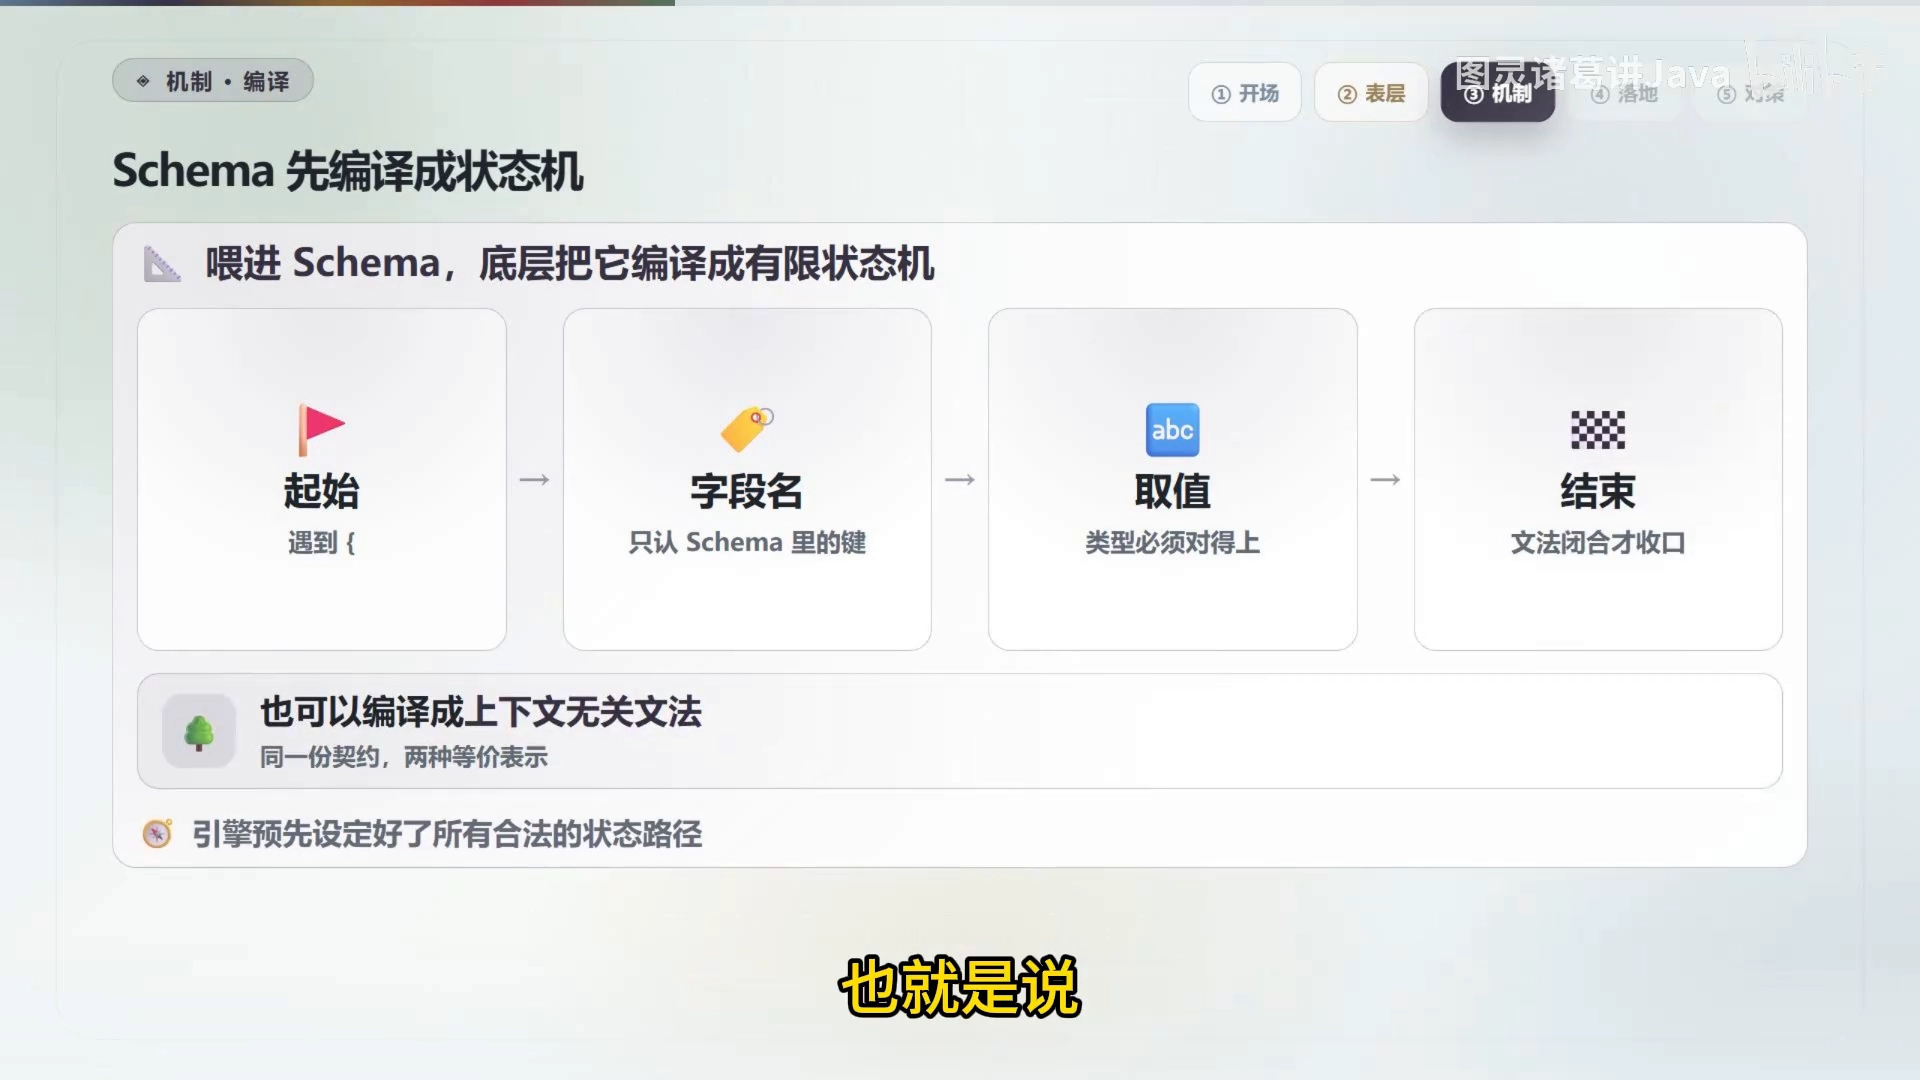 机制・编译
① 开场
② 表层
③ 机制
④ 落地
⑤ 对策
图灵诸葛讲Java
Schema 先编译成状态机
喂进 Schema，底层把它编译成有限状态机
起始
遇到 {
→
字段名
只认 Schema 里的键
→
abc
取值
类型必须对得上
→
结束
文法闭合才收口
也可以编译成上下文无关文法
同一份契约，两种等价表示
引擎预先设定好了所有合法的状态路径
也就是说